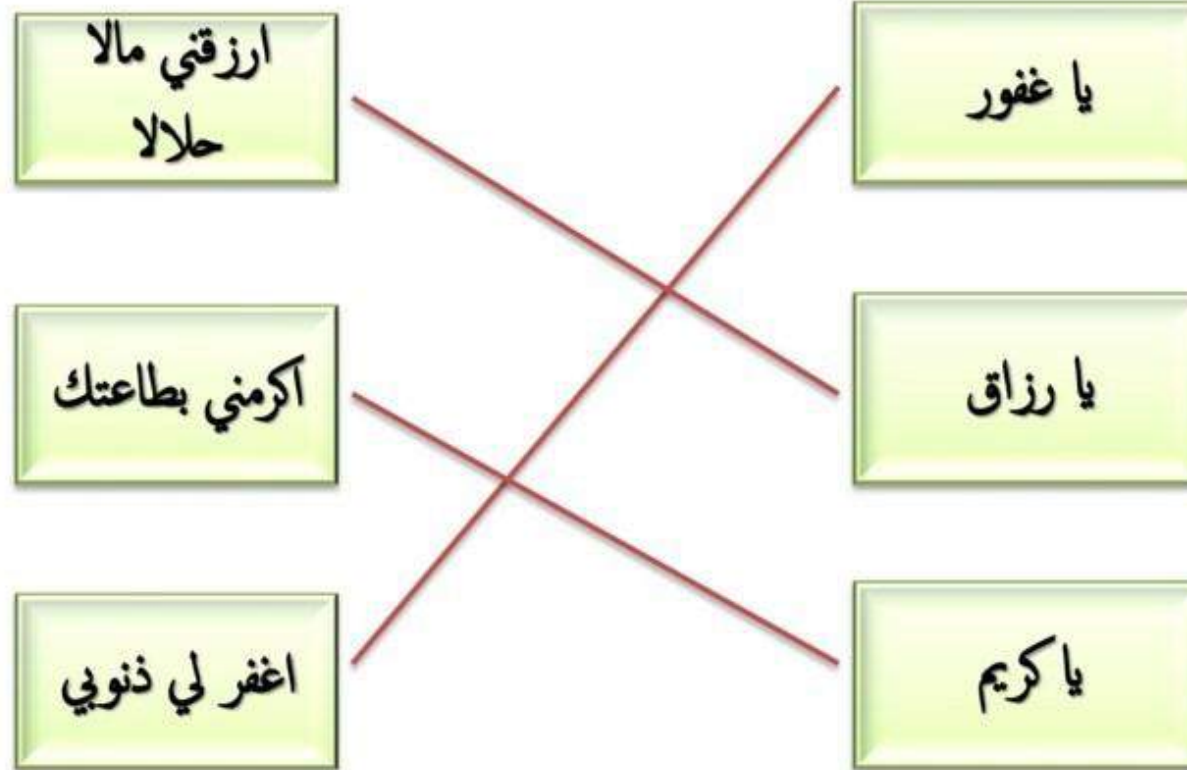 يا غفور
ارزقني مالا
حلالا
يا رزاق
اكرمني بطاعتك
يا كريم
اغفر لي ذنوبي